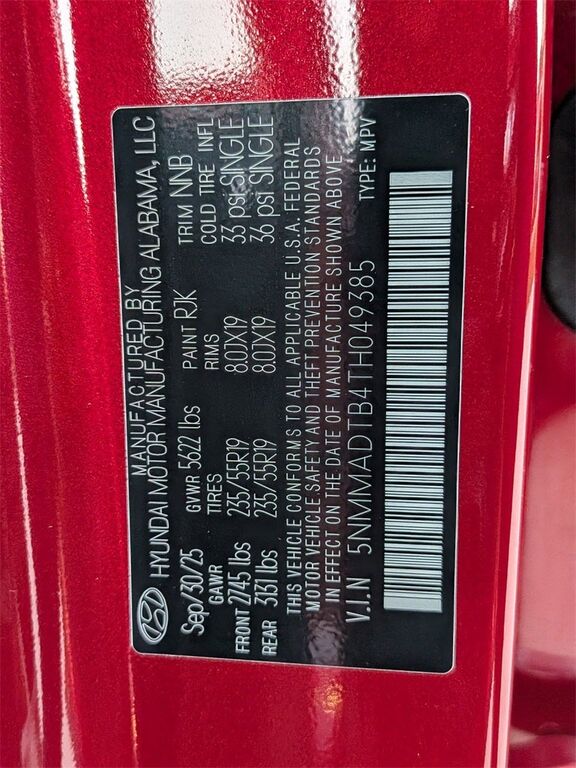 MANUFACTURED BY
HYUNDAI MOTOR MANUFACTURING ALABAMA, LLC
Sep/30/25 GVWR 5622 lbs PAINT RJK TRIM NNB
GAWR TIRES RIMS COLD TIRE INFL
FRONT 2745 lbs 235/55R19 8.0JX19 33 psi SINGLE
REAR 3131 lbs 235/55R19 8.0JX19 36 psi SINGLE
THIS VEHICLE CONFORMS TO ALL APPLICABLE U.S.A. FEDERAL
MOTOR VEHICLE SAFETY AND THEFT PREVENTION STANDARDS
IN EFFECT ON THE DATE OF MANUFACTURE SHOWN ABOVE
V.I.N 5NMMADTB4TH049385 TYPE: MPV